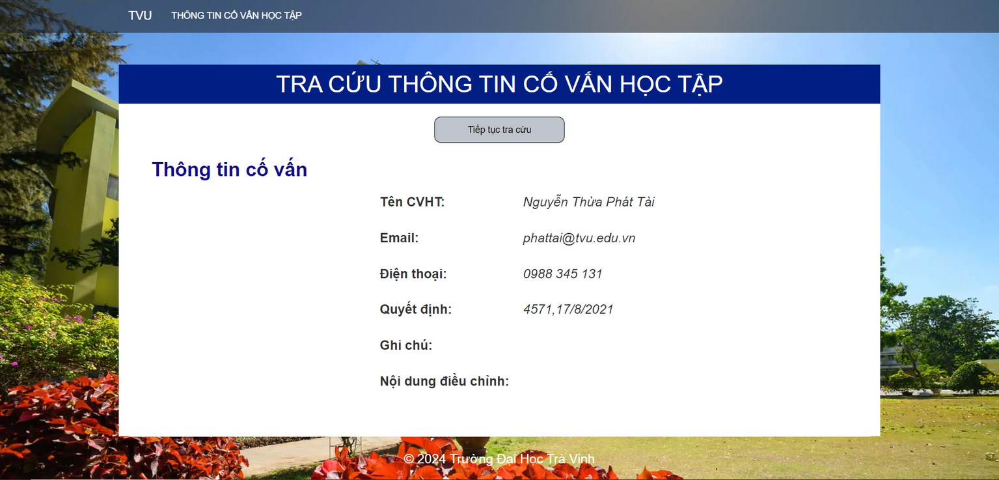 TVU THÔNG TIN CỐ VẤN HỌC TẬP
TRA CỨU THÔNG TIN CỐ VẤN HỌC TẬP
Tiếp tục tra cứu
Thông tin cố vấn
Tên CVHT: Nguyễn Thừa Phát Tài
Email: phattai@tvu.edu.vn
Điện thoại: 0988 345 131
Quyết định: 4571,17/8/2021
Ghi chú:
Nội dung điều chỉnh:
© 2024 Trường Đại Học Trà Vinh